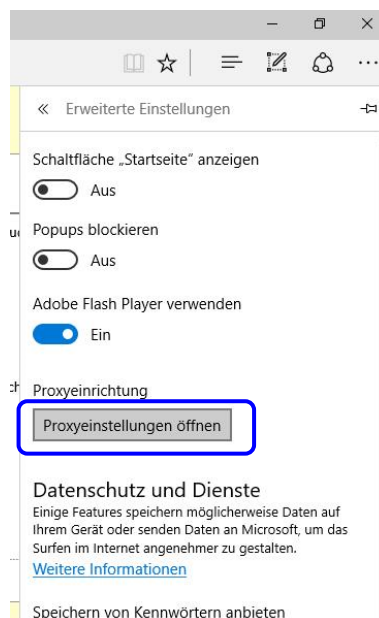 « Erweiterte Einstellungen
Schaltfläche „Startseite“ anzeigen
Aus
Popups blockieren
Aus
Adobe Flash Player verwenden
Ein
Proxyeinrichtung
Proxyeinstellungen öffnen
Datenschutz und Dienste
Einige Features speichern möglicherweise Daten auf
Ihrem Gerät oder senden Daten an Microsoft, um das
Surfen im Internet angenehmer zu gestalten.
Weitere Informationen
Speichern von Kennwörtern anbieten